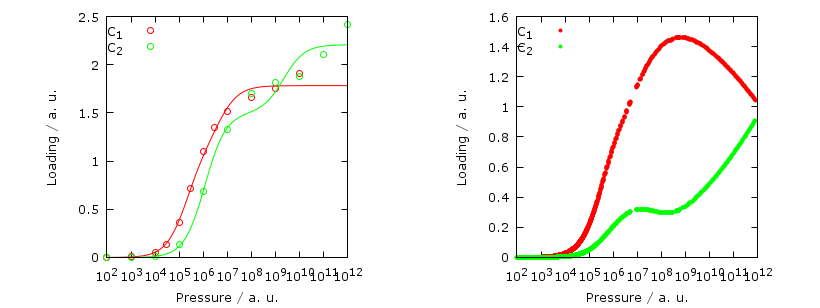 2.5
2
1.5
1
0.5
0
Loading / a. u.
C1
C2
10^2 10^3 10^4 10^5 10^6 10^7 10^8 10^9 10^10 10^11 10^12
Pressure / a. u.
1.6
1.4
1.2
1
0.8
0.6
0.4
0.2
0
Loading / a. u.
C1
C2
10^2 10^3 10^4 10^5 10^6 10^7 10^8 10^9 10^10 10^11 10^12
Pressure / a. u.